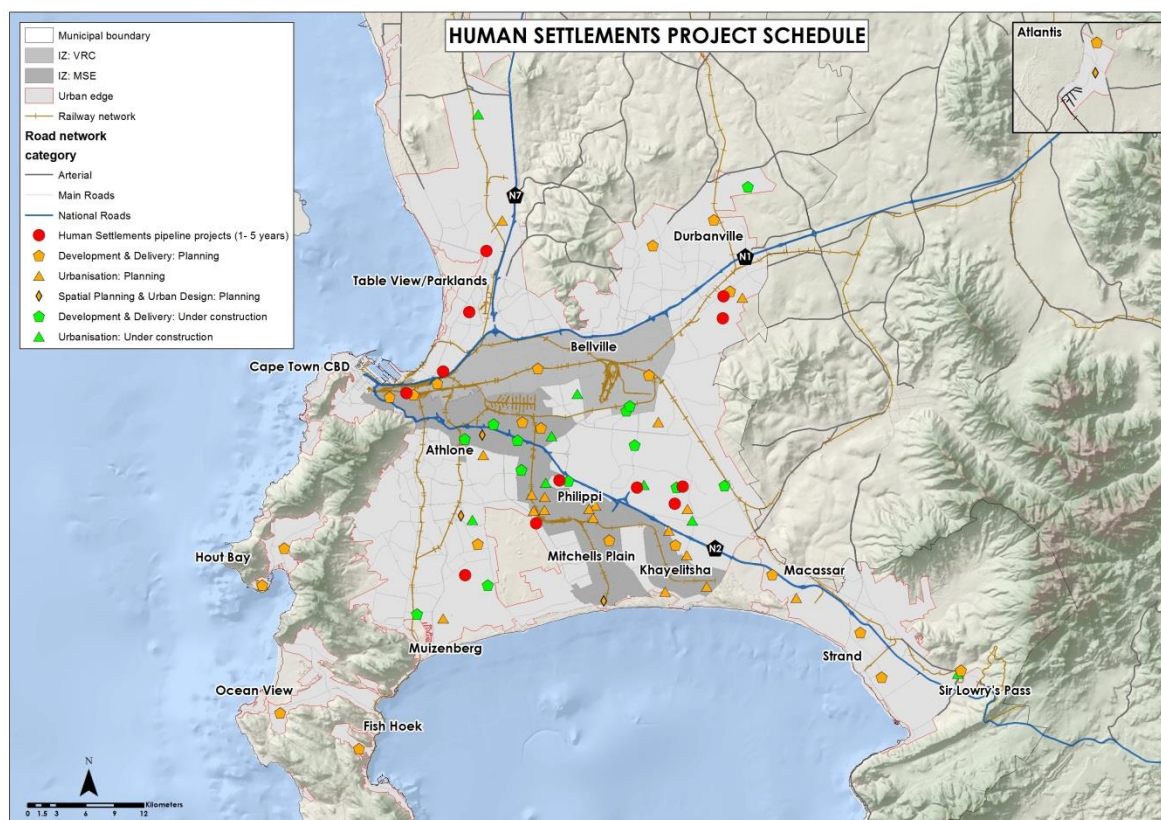 HUMAN SETTLEMENTS PROJECT SCHEDULE
Municipal boundary
IZ: VRC
IZ: MSE
Urban edge
Railway network
Road network
category
Arterial
Main Roads
National Roads
Human Settlements pipeline projects (1- 5 years)
Development & Delivery: Planning
Urbanisation: Planning
Spatial Planning & Urban Design: Planning
Development & Delivery: Under construction
Urbanisation: Under construction
Atlantis
N7
Durbanville
N1
Table View/Parklands
Bellville
Cape Town CBD
Athlone
Philippi
N2
Hout Bay
Mitchells Plain
Khayelitsha
Macassar
Muizenberg
Strand
Ocean View
Sir Lowry's Pass
Fish Hoek
N
Kilometers
0 1.5 3 6 9 12